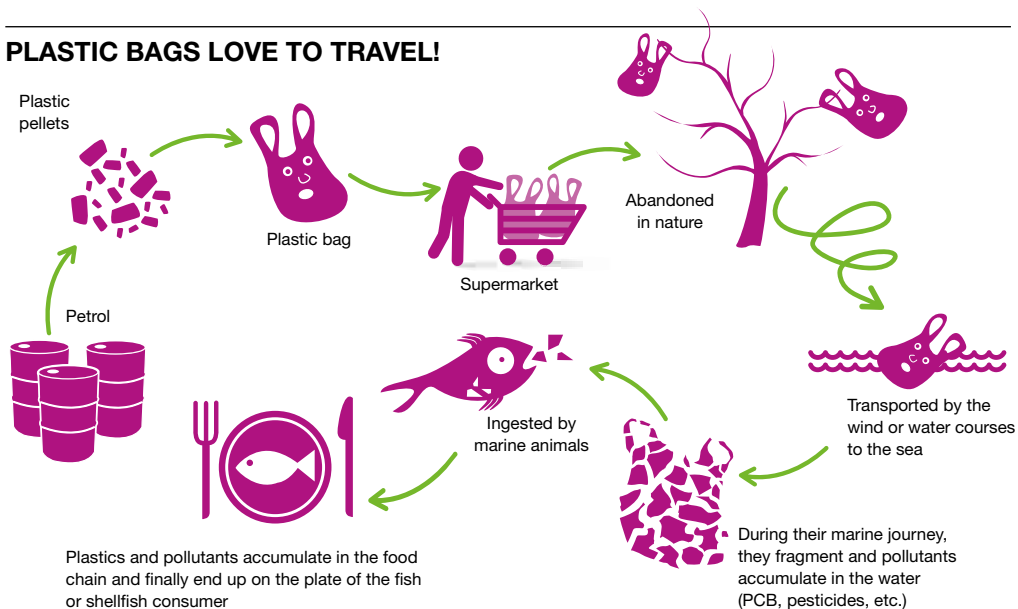 PLASTIC BAGS LOVE TO TRAVEL!
Plastic
pellets
Plastic bag
Supermarket
Abandoned
in nature
Petrol
Transported by the
wind or water courses
to the sea
During their marine journey,
they fragment and pollutants
accumulate in the water
(PCB, pesticides, etc.)
Ingested by
marine animals
Plastics and pollutants accumulate in the food
chain and finally end up on the plate of the fish
or shellfish consumer